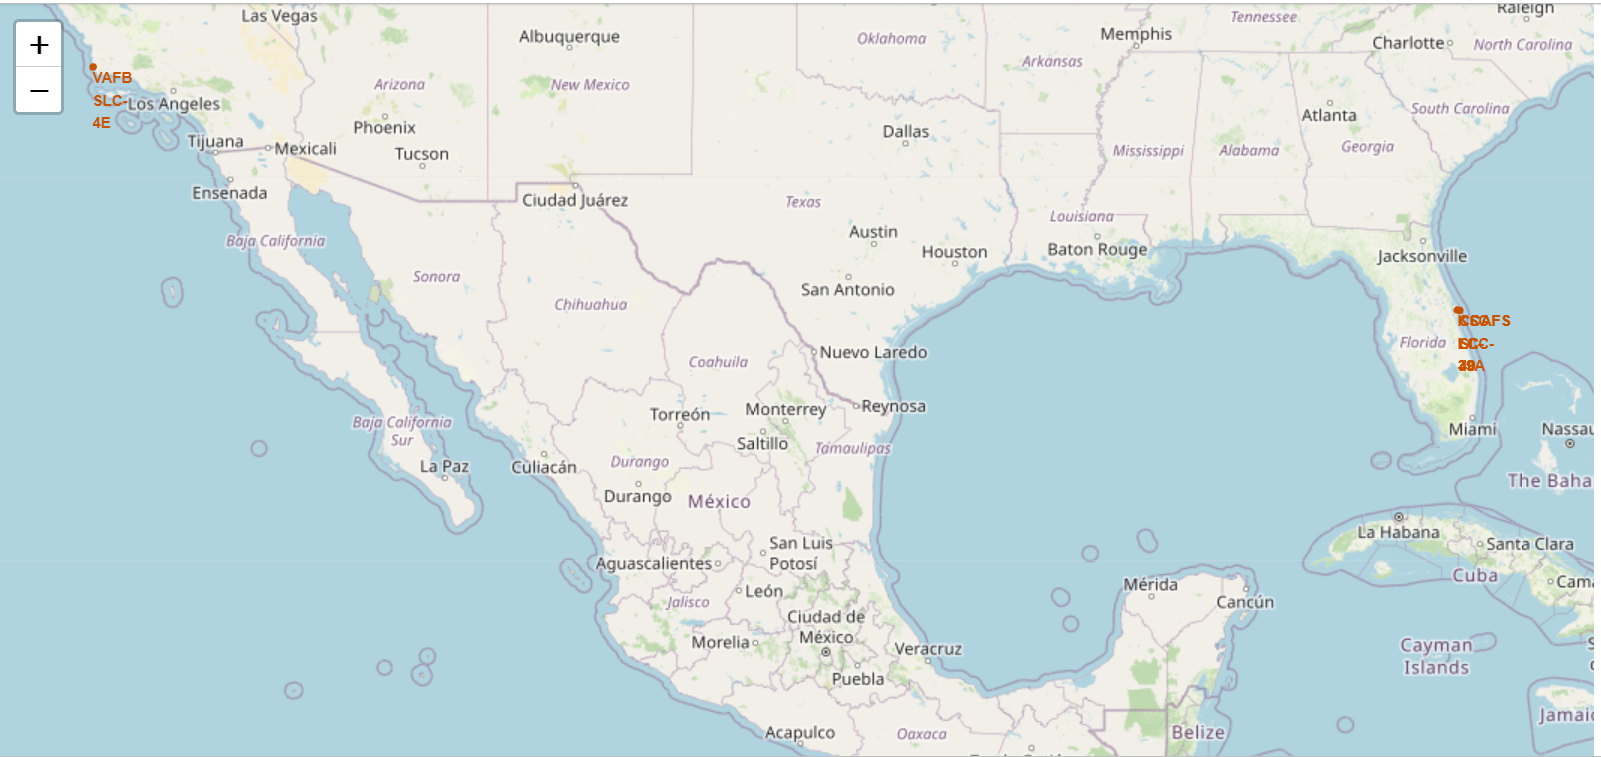 Las Vegas
Raleigh
Tennessee
Albuquerque
Oklahoma
Memphis
Charlotte
North Carolina
+
Arkansas
VAFB
SLC-
4E
Arizona
New Mexico
−
Los Angeles
South Carolina
Atlanta
Phoenix
Dallas
Tijuana
Mexicali
Tucson
Mississippi
Alabama
Georgia
Ensenada
Ciudad Juárez
Texas
Louisiana
Baja California
Austin
Houston
Baton Rouge
Jacksonville
Sonora
San Antonio
Chihuahua
Florida
Nuevo Laredo
Coahuila
Torreón
Monterrey
Reynosa
Baja California
Sur
Saltillo
Tamaulipas
Miami
Nassau
La Paz
Culiacán
Durango
Durango
México
The Baha
La Habana
Santa Clara
San Luis
Potosí
Aguascalientes
Cuba
Cama
Mérida
León
Cancún
Jalisco
Ciudad de
México
Morelia
Veracruz
Cayman
Islands
Puebla
Jamaic
Acapulco
Oaxaca
Belize